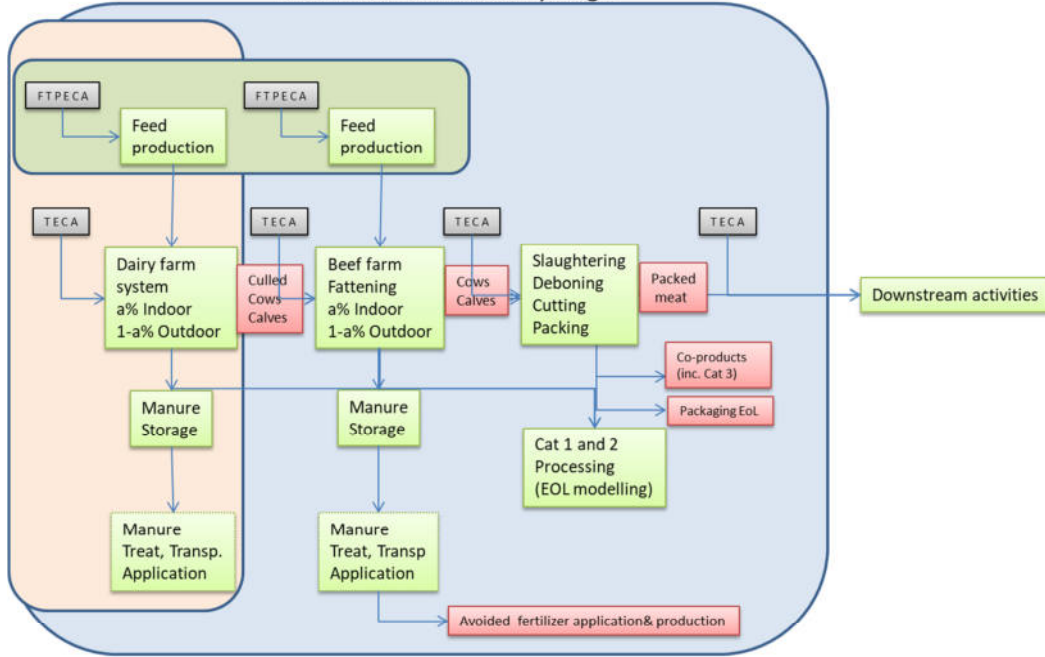 FTPECA
FTPECA
Feed
production
Feed
production
TECA
TECA
TECA
TECA
Dairy farm
system
a% Indoor
1-a% Outdoor
Culled
Cows
Calves
Beef farm
Fattening
a% Indoor
1-a% Outdoor
Cows
Calves
Slaughtering
Deboning
Cutting
Packing
Packed
meat
Downstream activities
Co-products
(inc. Cat 3)
Packaging EoL
Manure
Storage
Manure
Storage
Cat 1 and 2
Processing
(EOL modelling)
Manure
Treat, Transp.
Application
Manure
Treat, Transp
Application
Avoided fertilizer application& production